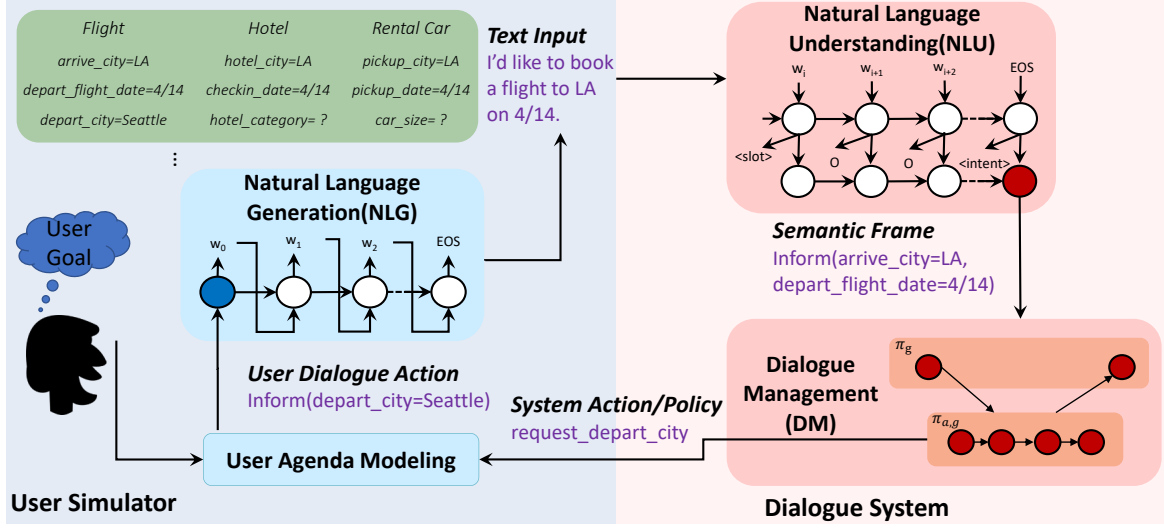 Flight
arrive_city=LA
depart_flight_date=4/14
depart_city=Seattle
Hotel
hotel_city=LA
checkin_date=4/14
hotel_category= ?
Rental Car
pickup_city=LA
pickup_date=4/14
car_size= ?
...
Text Input
I'd like to book
a flight to LA
on 4/14.
Natural Language
Generation(NLG)
w0
w1
w2
EOS
User
Goal
User Dialogue Action
Inform(depart_city=Seattle)
User Agenda Modeling
User Simulator
Natural Language
Understanding(NLU)
wi
wi+1
wi+2
EOS
<slot>
O
O
<intent>
Semantic Frame
Inform(arrive_city=LA,
depart_flight_date=4/14)
Dialogue
Management
(DM)
πg
πa,g
System Action/Policy
request_depart_city
Dialogue System